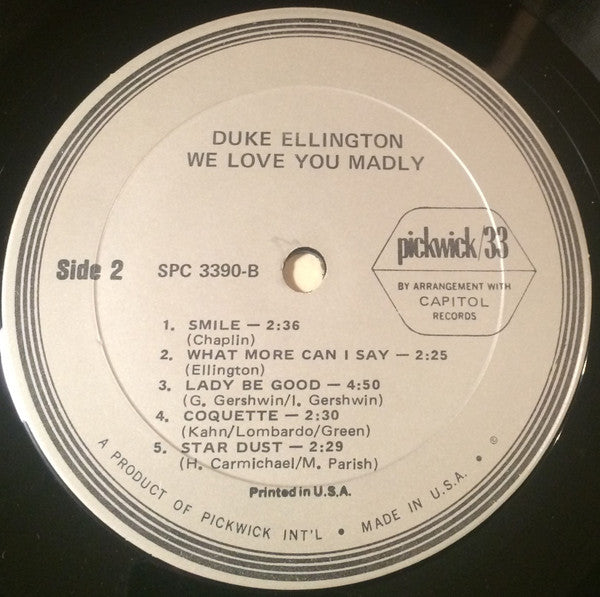 DUKE ELLINGTON
WE LOVE YOU MADLY
pickwick/33
BY ARRANGEMENT WITH
CAPITOL
RECORDS
Side 2 SPC 3390-B
1. SMILE — 2:36
(Chaplin)
2. WHAT MORE CAN I SAY — 2:25
(Ellington)
3. LADY BE GOOD — 4:50
(G. Gershwin/I. Gershwin)
4. COQUETTE — 2:30
(Kahn/Lombardo/Green)
5. STAR DUST — 2:29
(H. Carmichael/M. Parish)
Printed in U.S.A.
A PRODUCT OF PICKWICK INT'L • MADE IN U.S.A. • ©